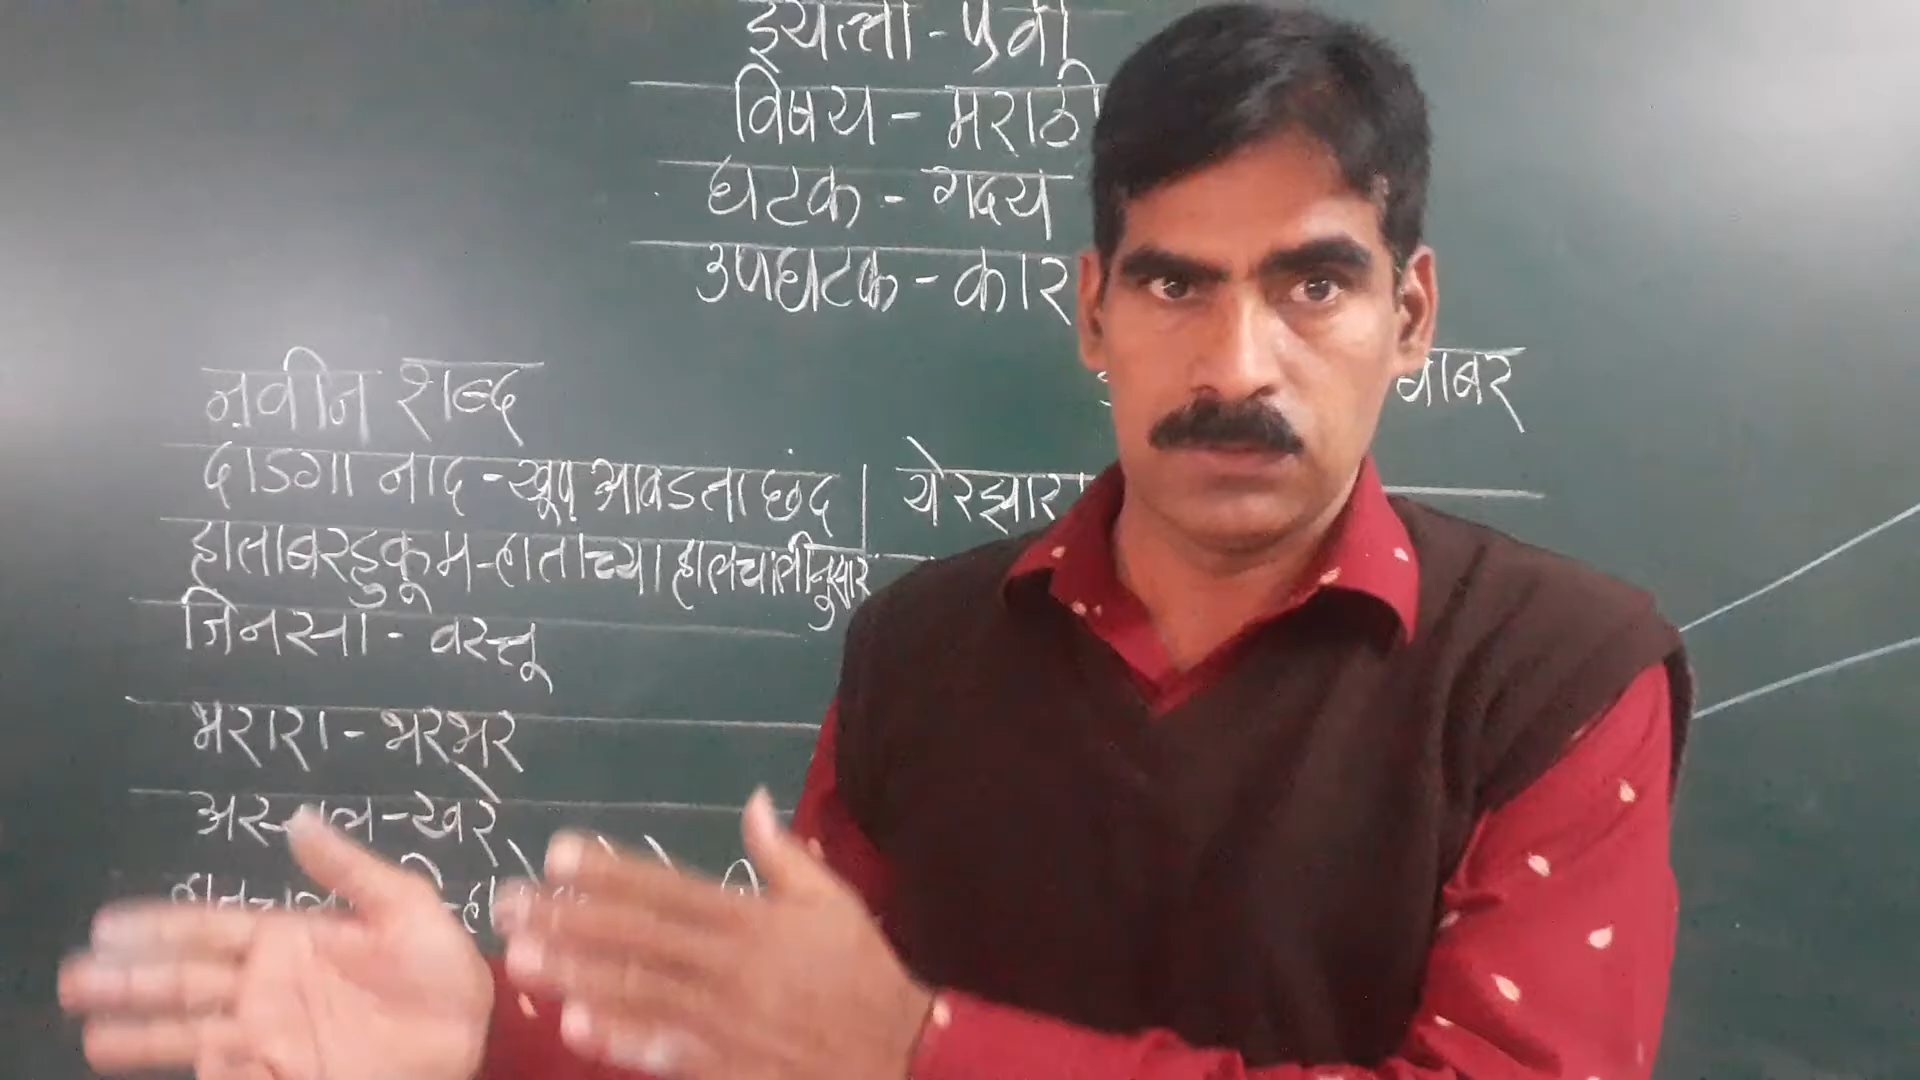 इयत्ता - ५वी
विषय - मराठी
घटक - गद्य
उपघटक - कार
नवीन शब्द
दांडगा नाद - खूप आवडता छंद | येरझारा
हाताबरहुकूम - हाताच्या हालचालीनुसार
जिनसा - वस्तू
भरारा - भरभर
अस्सल - खरे